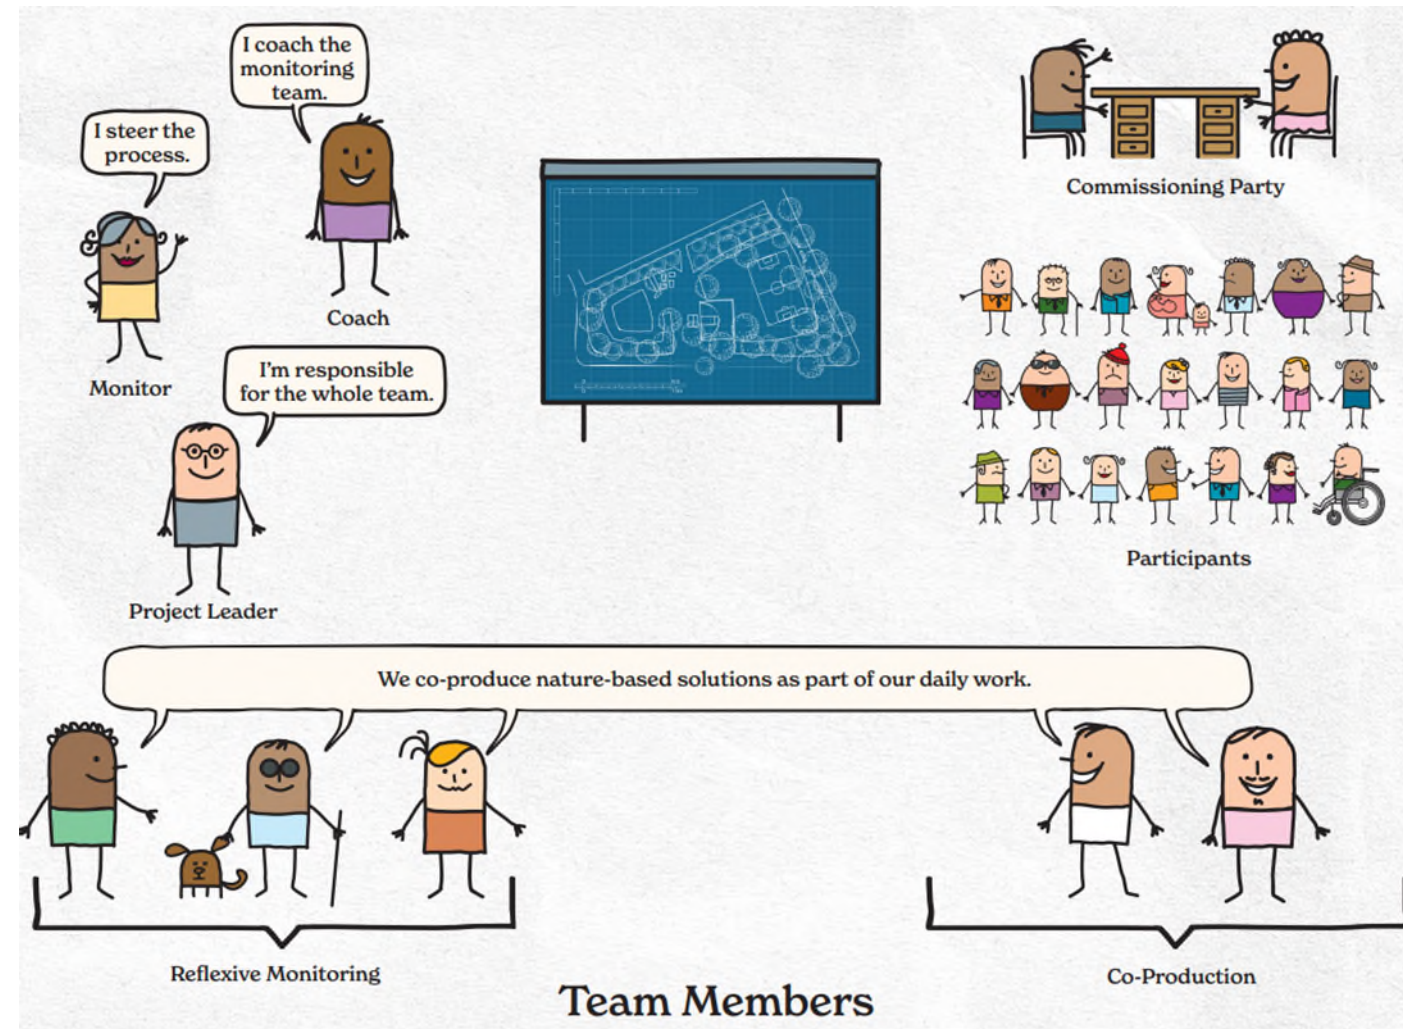 I coach the
monitoring
team.
I steer the
process.
Coach
Monitor
I'm responsible
for the whole team.
Project Leader
Commissioning Party
Participants
We co-produce nature-based solutions as part of our daily work.
Reflexive Monitoring
Co-Production
Team Members